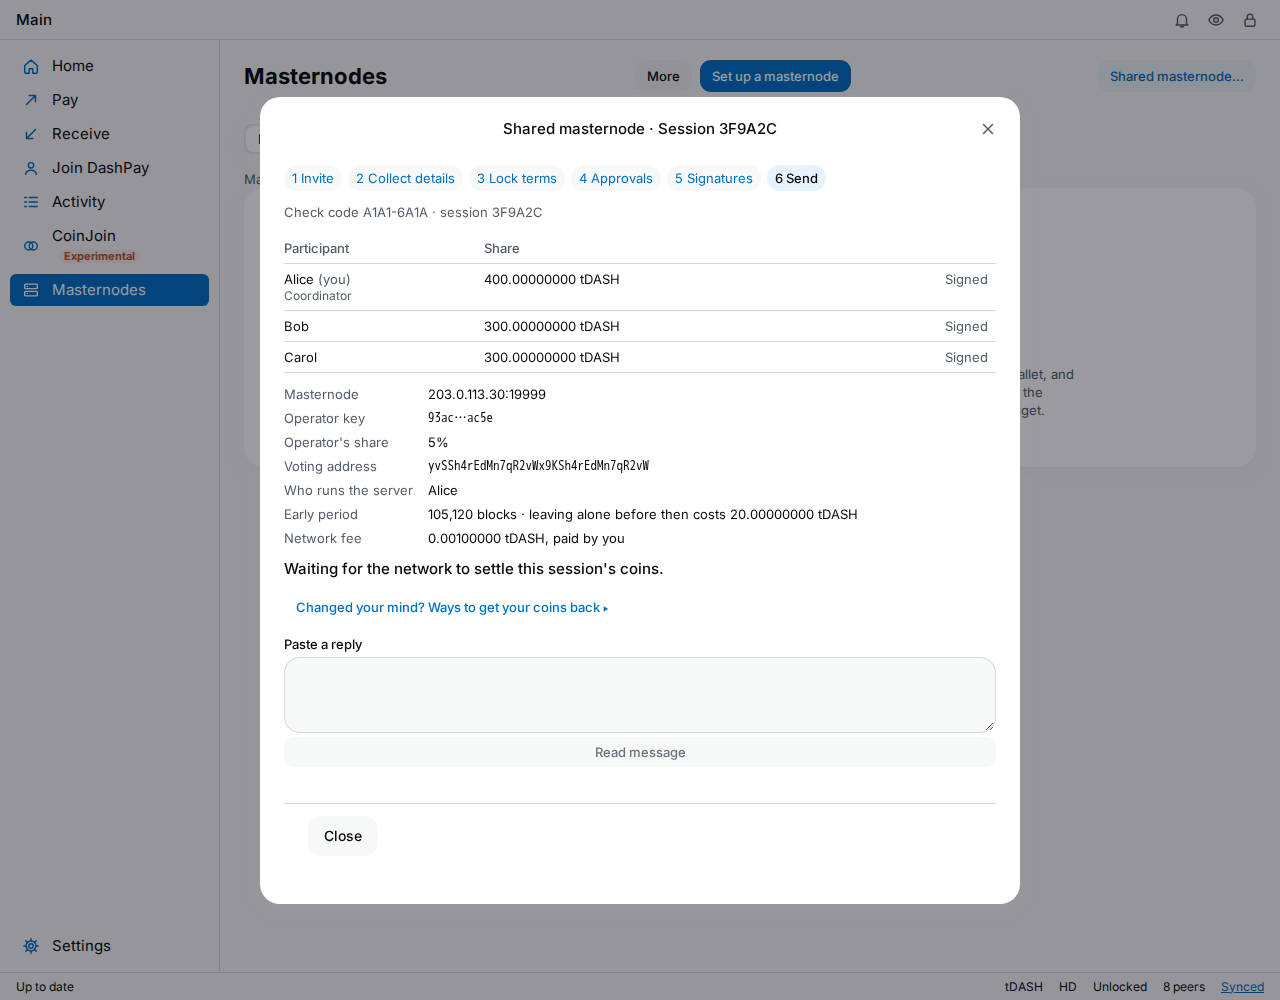 Main
Home
Pay
Receive
Join DashPay
Activity
CoinJoin
Experimental
Masternodes
Settings
Masternodes
More
Set up a masternode
Shared masternode...
Shared masternode · Session 3F9A2C
1 Invite
2 Collect details
3 Lock terms
4 Approvals
5 Signatures
6 Send
Check code A1A1-6A1A · session 3F9A2C
Participant Share
Alice (you) 400.00000000 tDASH Signed
Coordinator
Bob 300.00000000 tDASH Signed
Carol 300.00000000 tDASH Signed
Masternode 203.0.113.30:19999
Operator key 93ac···ac5e
Operator's share 5%
Voting address yvSSh4rEdMn7qR2vWx9KSh4rEdMn7qR2vW
Who runs the server Alice
Early period 105,120 blocks · leaving alone before then costs 20.00000000 tDASH
Network fee 0.00100000 tDASH, paid by you
Waiting for the network to settle this session's coins.
Changed your mind? Ways to get your coins back ▸
Paste a reply
Read message
Close
and
the
Up to date
tDASH HD Unlocked 8 peers Synced